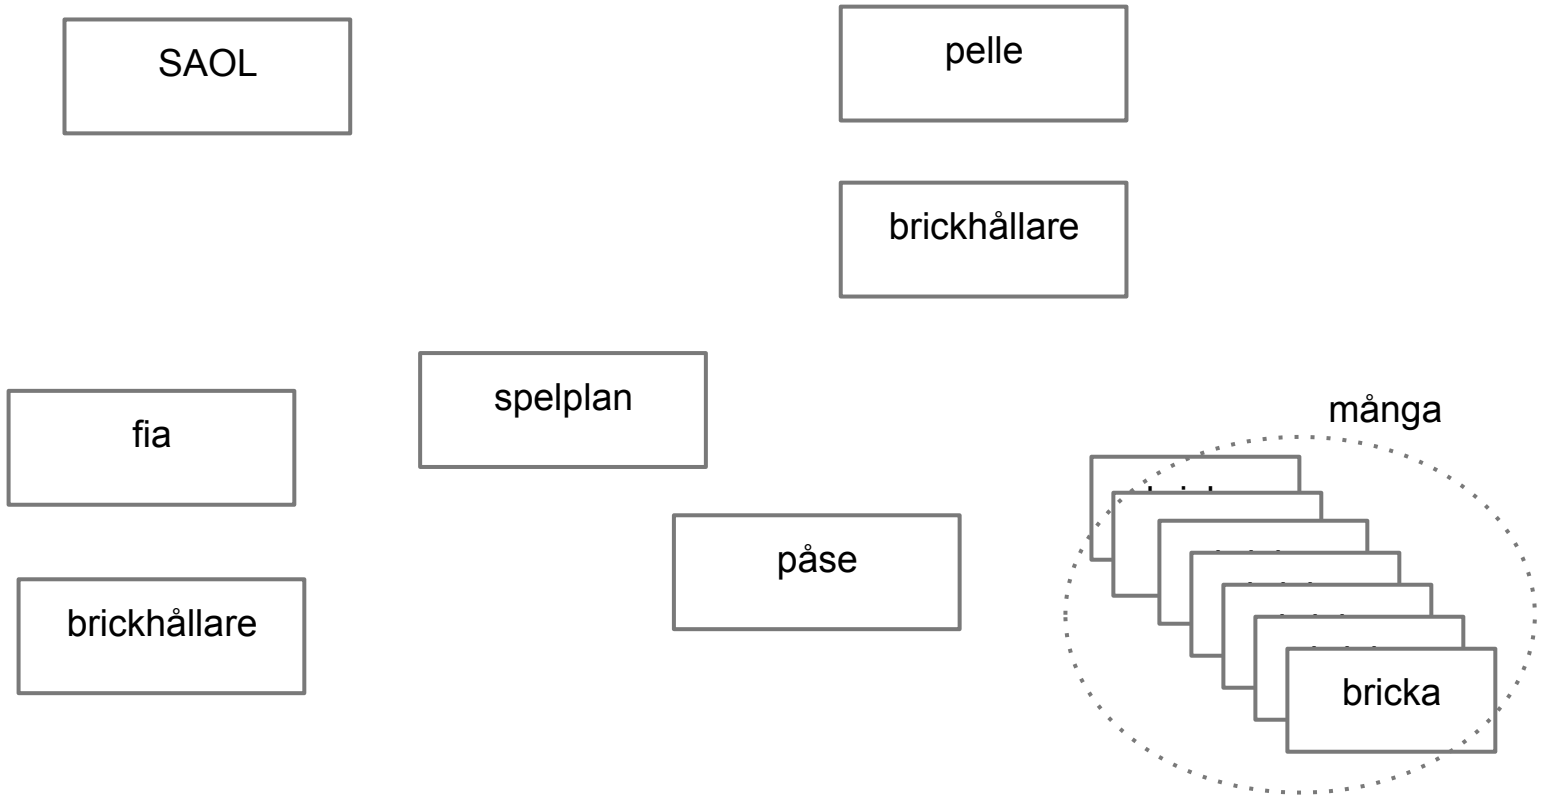 SAOL
pelle
brickhållare
spelplan
fia
många
påse
brickhållare
bricka